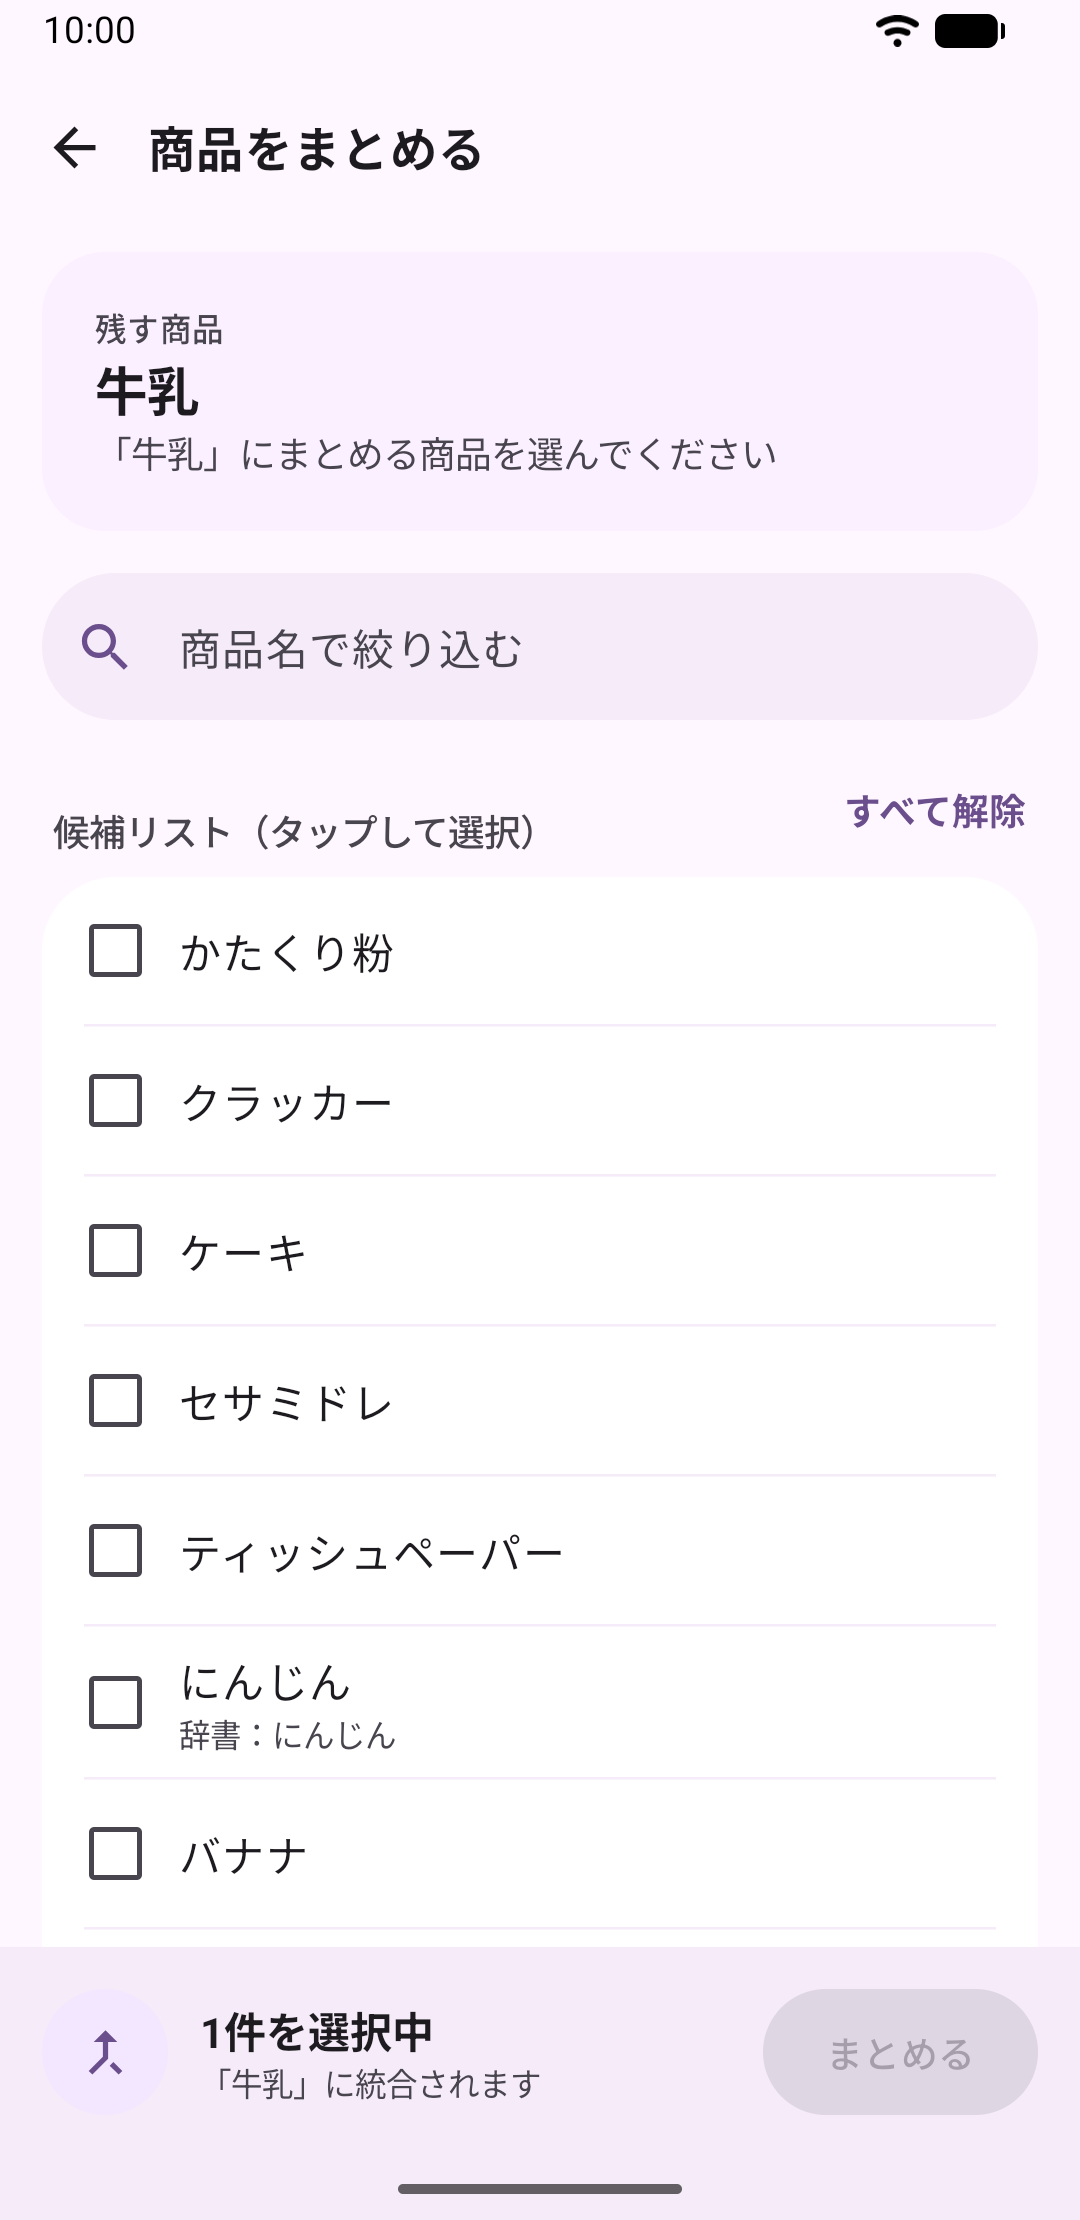 10:00
商品をまとめる
残す商品
牛乳
「牛乳」にまとめる商品を選んでください
商品名で絞り込む
候補リスト（タップして選択）
すべて解除
かたくり粉
クラッカー
ケーキ
セサミドレ
ティッシュペーパー
にんじん
辞書：にんじん
バナナ
1件を選択中
「牛乳」に統合されます
まとめる